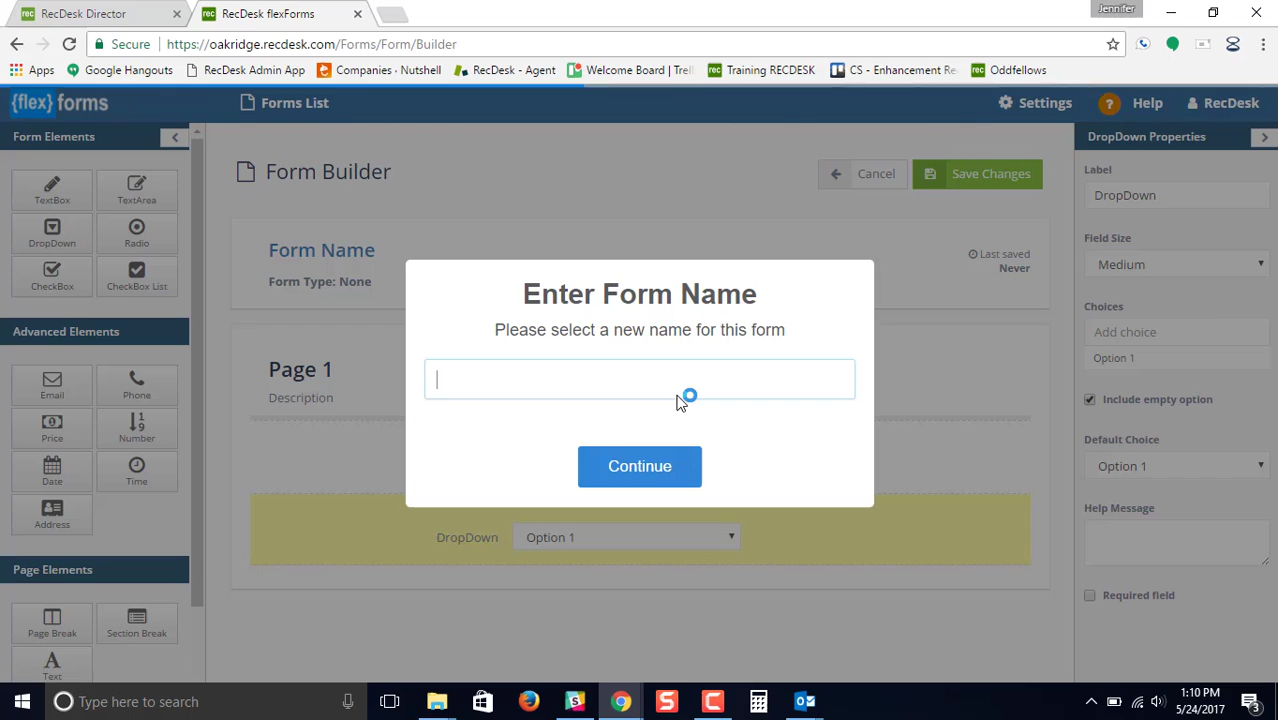 Jennifer
RecDesk Director
RecDesk flexForms
Secure
https://oakridge.recdesk.com/Forms/Form/Builder
Apps
Google Hangouts
RecDesk Admin App
Companies · Nutshell
RecDesk - Agent
Welcome Board | Trell
Training RECDESK
CS - Enhancement Re
Oddfellows
{flex} forms
Forms List
Settings
? Help
RecDesk
Form Elements
TextBox
TextArea
DropDown
Radio
CheckBox
CheckBox List
Advanced Elements
Email
Phone
Price
Number
Date
Time
Address
Page Elements
Page Break
Section Break
Text
Form Builder
Cancel
Save Changes
Form Name
Form Type: None
Last saved
Never
Page 1
Description
DropDown
Option 1
Enter Form Name
Please select a new name for this form
Continue
DropDown Properties
Label
DropDown
Field Size
Medium
Choices
Add choice
Option 1
Include empty option
Default Choice
Option 1
Help Message
Required field
Type here to search
1:10 PM
5/24/2017
3